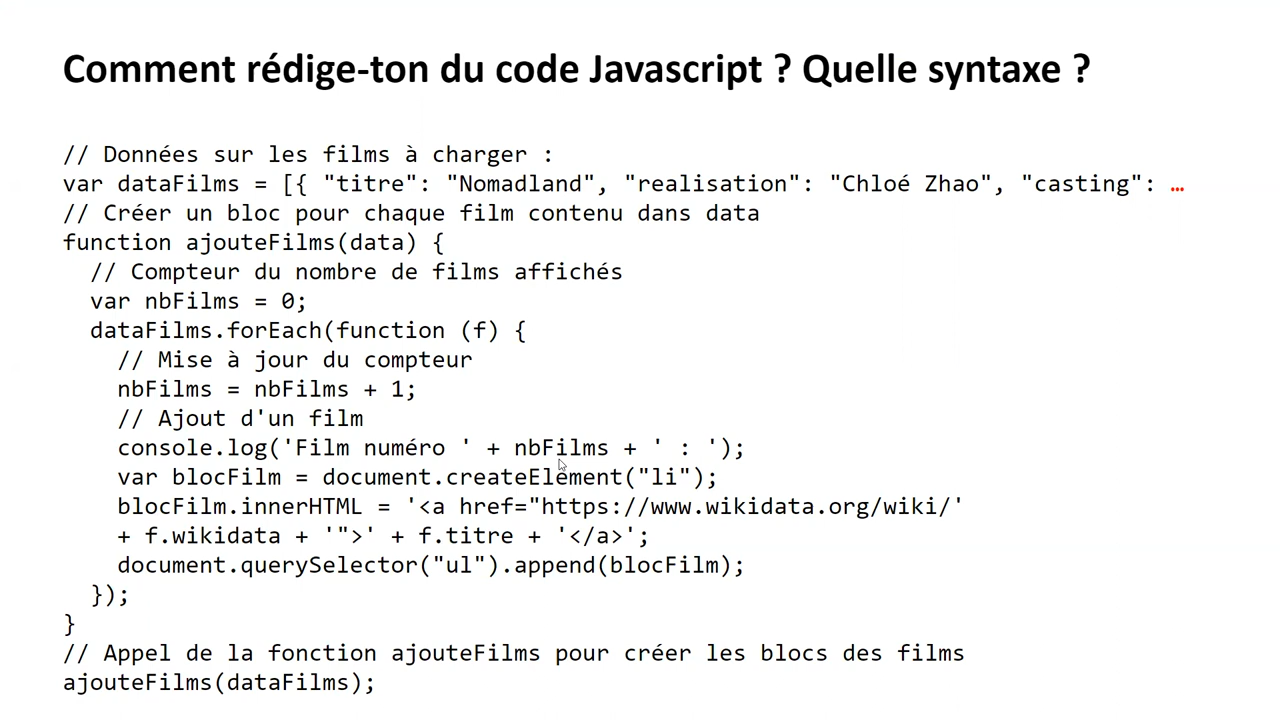 Comment rédige-ton du code Javascript ? Quelle syntaxe ?
// Données sur les films à charger :
var dataFilms = [{ "titre": "Nomadland", "realisation": "Chloé Zhao", "casting": …
// Créer un bloc pour chaque film contenu dans data
function ajouteFilms(data) {
  // Compteur du nombre de films affichés
  var nbFilms = 0;
  dataFilms.forEach(function (f) {
    // Mise à jour du compteur
    nbFilms = nbFilms + 1;
    // Ajout d'un film
    console.log('Film numéro ' + nbFilms + ' : ');
    var blocFilm = document.createElement("li");
    blocFilm.innerHTML = '<a href="https://www.wikidata.org/wiki/'
    + f.wikidata + '">' + f.titre + '</a>';
    document.querySelector("ul").append(blocFilm);
  });
}
// Appel de la fonction ajouteFilms pour créer les blocs des films
ajouteFilms(dataFilms);